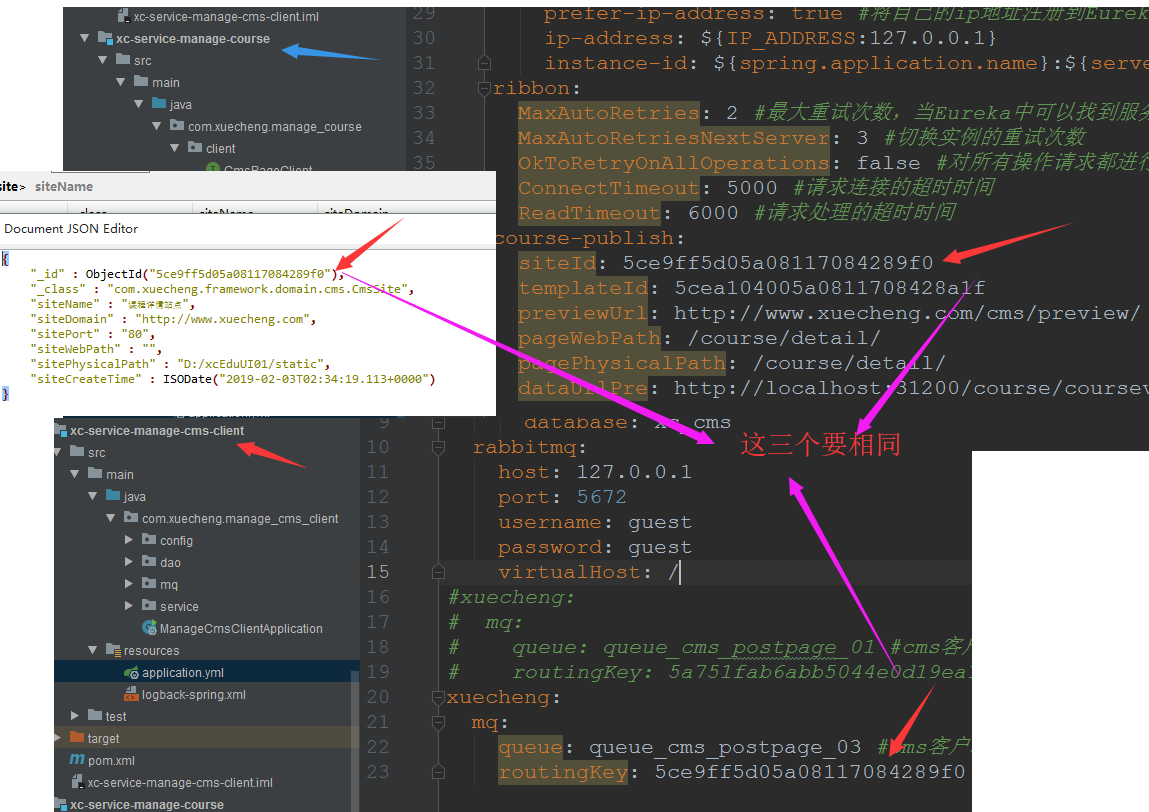 xc-service-manage-cms-client.iml
xc-service-manage-course
src
main
java
com.xuecheng.manage_course
client
CmsPageClient
29 prefer-ip-address: true #将自己的ip地址注册到Eurek
30 ip-address: ${IP_ADDRESS:127.0.0.1}
31 instance-id: ${spring.application.name}:${serve
32 ribbon:
33 MaxAutoRetries: 2 #最大重试次数，当Eureka中可以找到服务
34 MaxAutoRetriesNextServer: 3 #切换实例的重试次数
35 OkToRetryOnAllOperations: false #对所有操作请求都进行
ConnectTimeout: 5000 #请求连接的超时时间
ReadTimeout: 6000 #请求处理的超时时间
course-publish:
siteId: 5ce9ff5d05a08117084289f0
templateId: 5cea104005a0811708428a1f
previewUrl: http://www.xuecheng.com/cms/preview/
pageWebPath: /course/detail/
pagePhysicalPath: /course/detail/
dataUrlPre: http://localhost:31200/course/coursev
site> siteName
class siteName siteDomain
Document JSON Editor
{
"_id" : ObjectId("5ce9ff5d05a08117084289f0"),
"_class" : "com.xuecheng.framework.domain.cms.CmsSite",
"siteName" : "课程详情站点",
"siteDomain" : "http://www.xuecheng.com",
"sitePort" : "80",
"siteWebPath" : "",
"sitePhysicalPath" : "D:/xcEduUI01/static",
"siteCreateTime" : ISODate("2019-02-03T02:34:19.113+0000")
}
这三个要相同
xc-service-manage-cms-client
src
main
java
com.xuecheng.manage_cms_client
config
dao
mq
service
ManageCmsClientApplication
resources
application.yml
logback-spring.xml
test
target
pom.xml
xc-service-manage-cms-client.iml
xc-service-manage-course
9 database: xc_cms
10 rabbitmq:
11 host: 127.0.0.1
12 port: 5672
13 username: guest
14 password: guest
15 virtualHost: /
16 #xuecheng:
17 # mq:
18 # queue: queue_cms_postpage_01 #cms客户
19 # routingKey: 5a751fab6abb5044e0d19ea1
20 xuecheng:
21 mq:
22 queue: queue_cms_postpage_03 #cms客户
23 routingKey: 5ce9ff5d05a08117084289f0